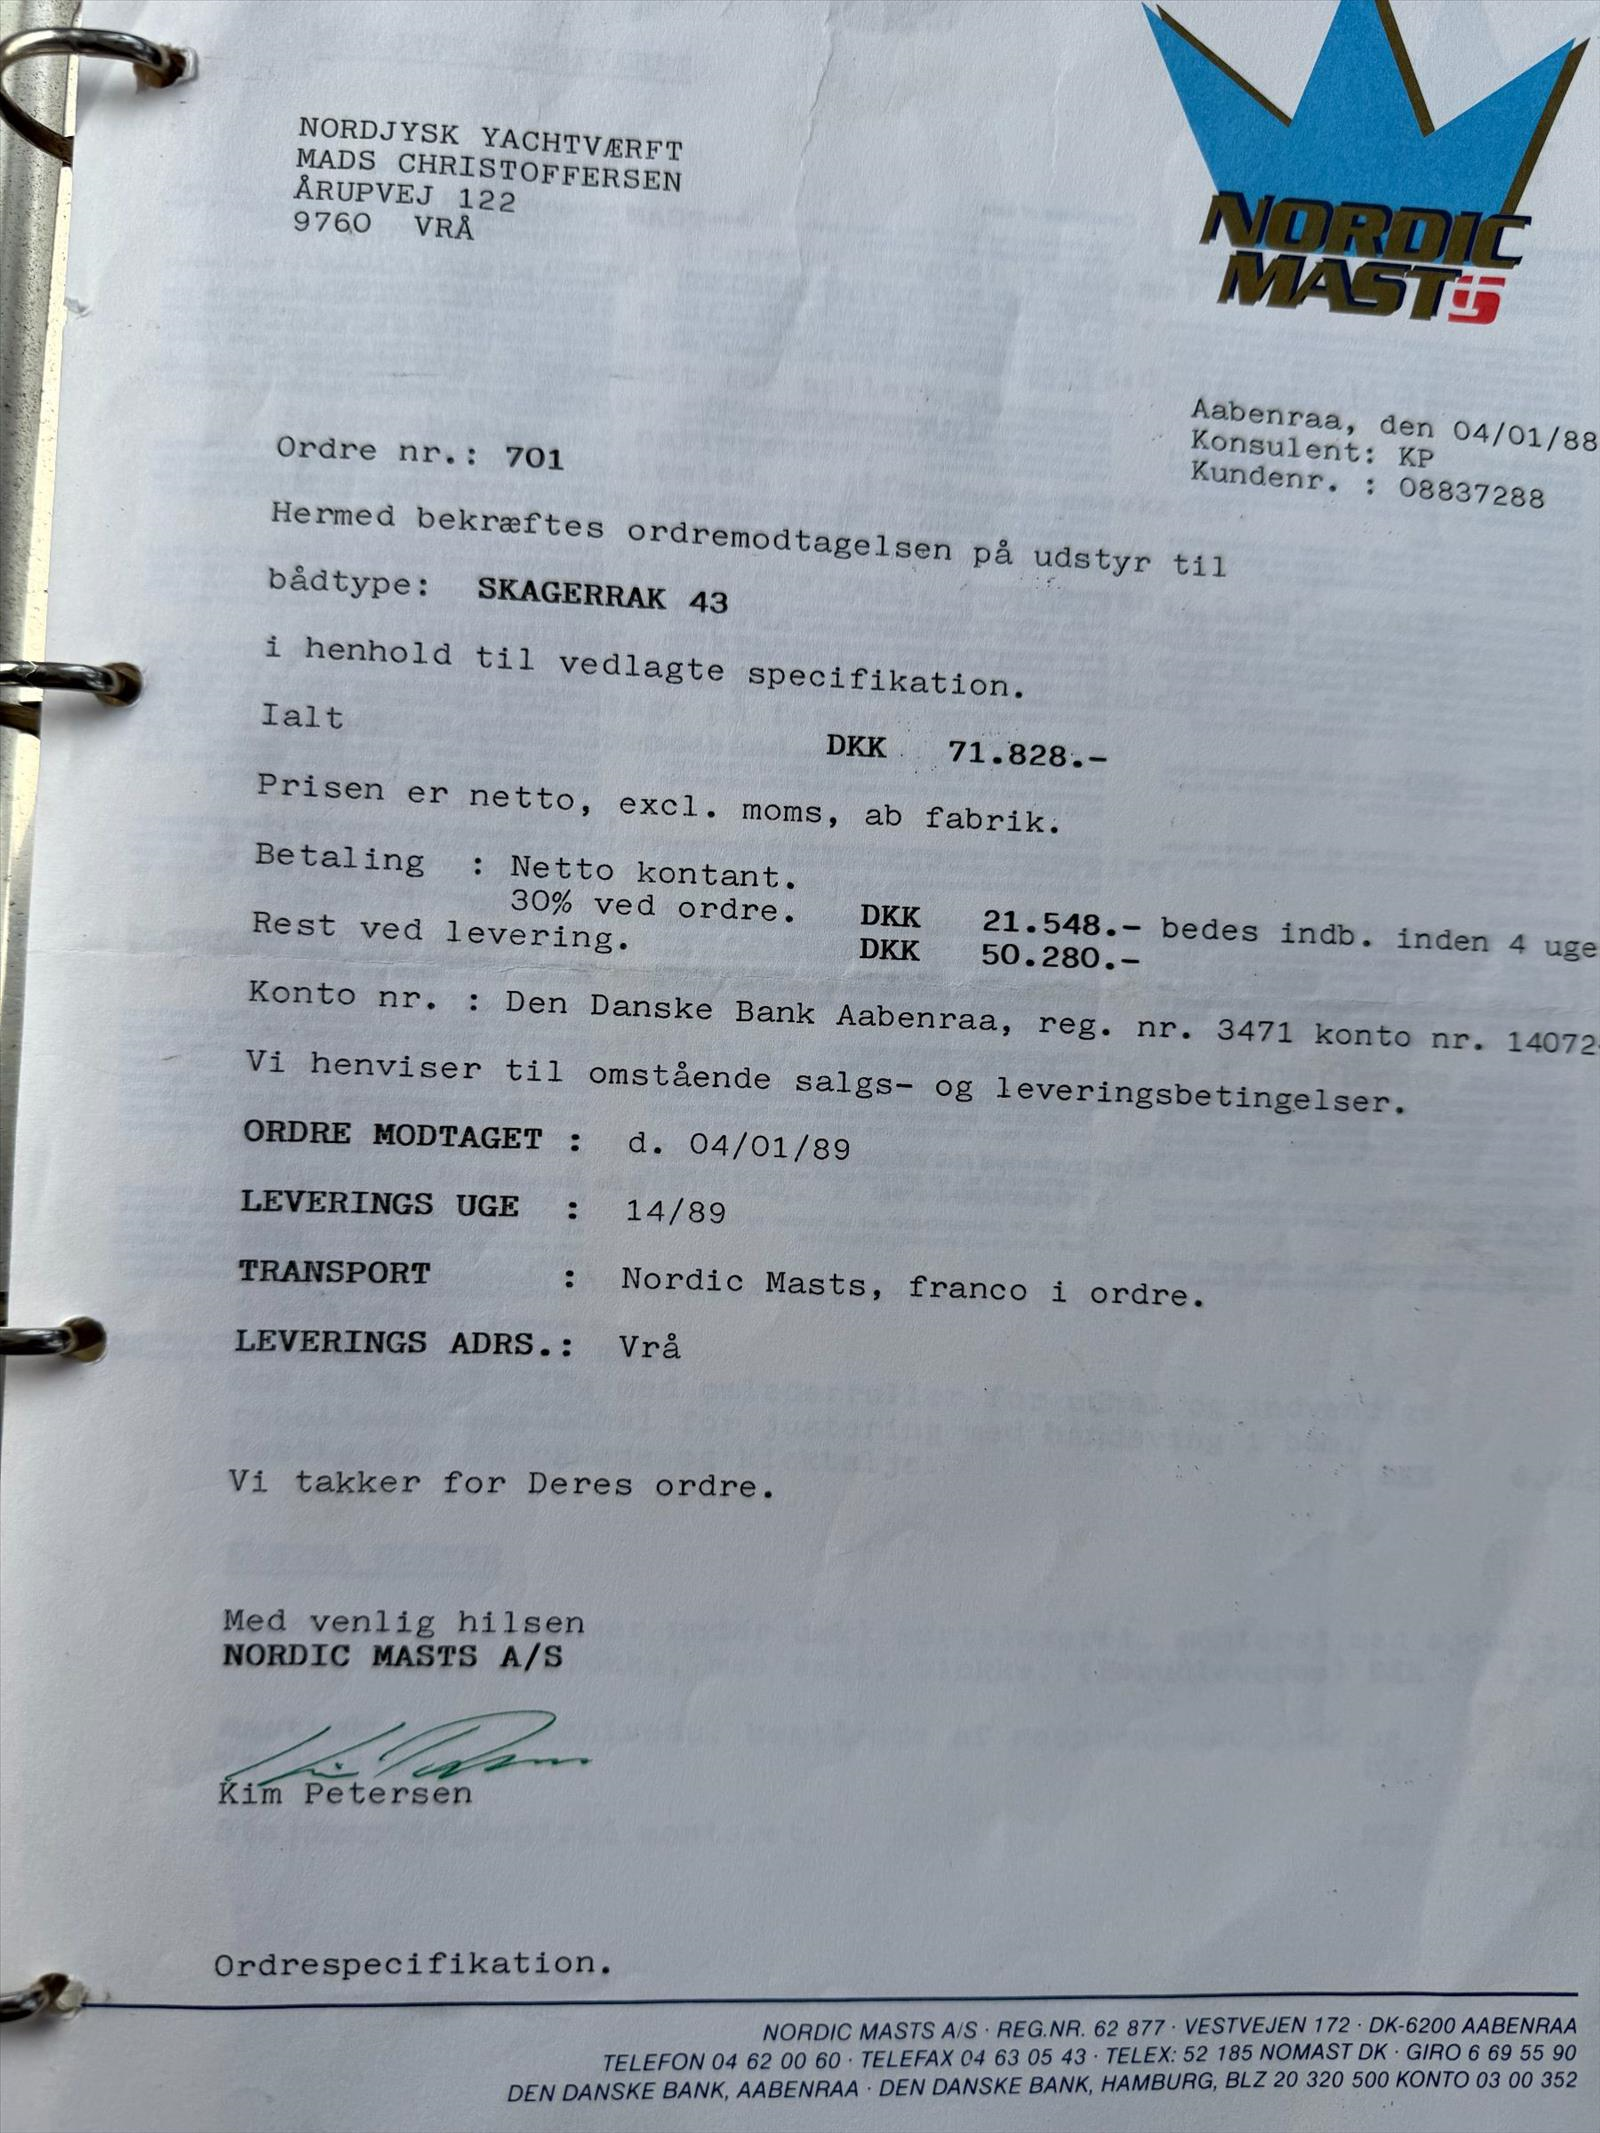 NORDJYSK YACHTVÆRFT
MADS CHRISTOFFERSEN
ÅRUPVEJ 122
9760 VRÅ
NORDIC
MASTS
Aabenraa, den 04/01/88
Konsulent: KP
Kundenr. : 08837288
Ordre nr.: 701
Hermed bekræftes ordremodtagelsen på udstyr til
bådtype: SKAGERRAK 43
i henhold til vedlagte specifikation.
Ialt DKK 71.828.-
Prisen er netto, excl. moms, ab fabrik.
Betaling : Netto kontant.
30% ved ordre. DKK 21.548.- bedes indb. inden 4 uge
Rest ved levering. DKK 50.280.-
Konto nr. : Den Danske Bank Aabenraa, reg. nr. 3471 konto nr. 14072
Vi henviser til omstående salgs- og leveringsbetingelser.
ORDRE MODTAGET : d. 04/01/89
LEVERINGS UGE : 14/89
TRANSPORT : Nordic Masts, franco i ordre.
LEVERINGS ADRS.: Vrå
Vi takker for Deres ordre.
Med venlig hilsen
NORDIC MASTS A/S
Kim Petersen
Kim Petersen
Ordrespecifikation.
NORDIC MASTS A/S · REG.NR. 62 877 · VESTVEJEN 172 · DK-6200 AABENRAA
TELEFON 04 62 00 60 · TELEFAX 04 63 05 43 · TELEX: 52 185 NOMAST DK · GIRO 6 69 55 90
DEN DANSKE BANK, AABENRAA · DEN DANSKE BANK, HAMBURG, BLZ 20 320 500 KONTO 03 00 352